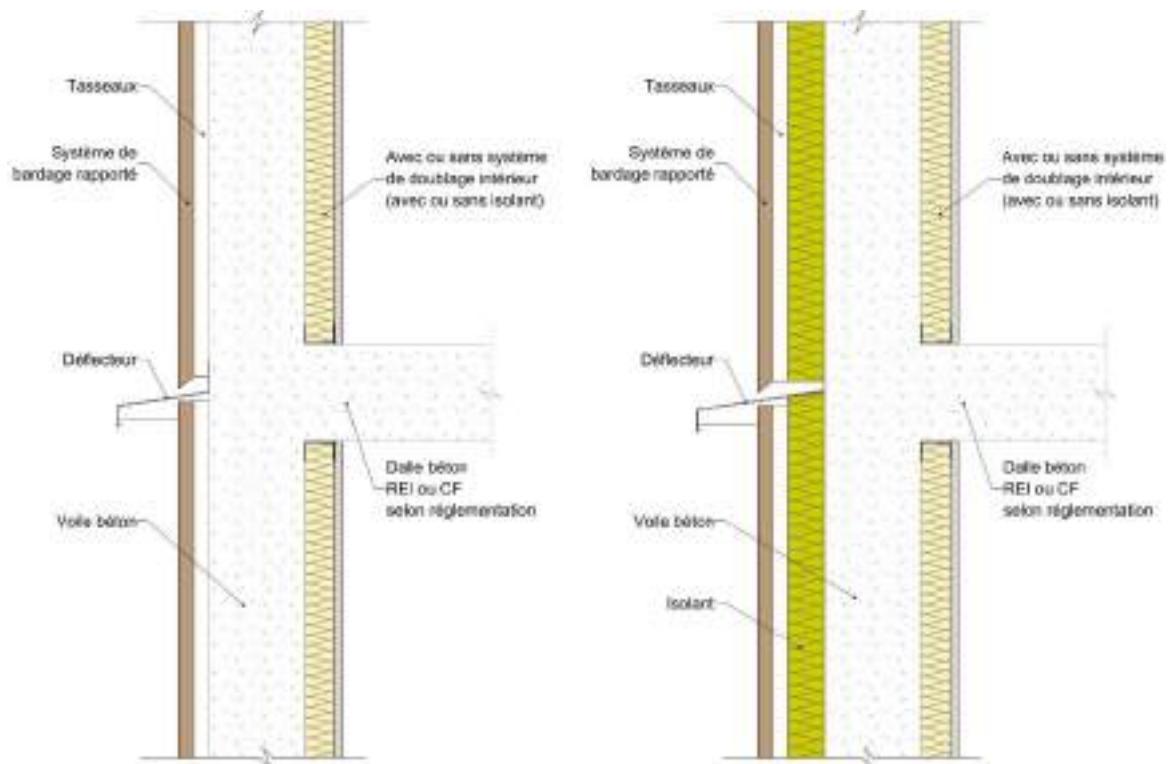 Tasseaux
Système de
bardage rapporté
Avec ou sans système
de doublage intérieur
(avec ou sans isolant)
Déflecteur
Dalle béton
REI ou CF
selon réglementation
Voile béton
Tasseaux
Système de
bardage rapporté
Avec ou sans système
de doublage intérieur
(avec ou sans isolant)
Déflecteur
Dalle béton
REI ou CF
selon réglementation
Voile béton
Isolant